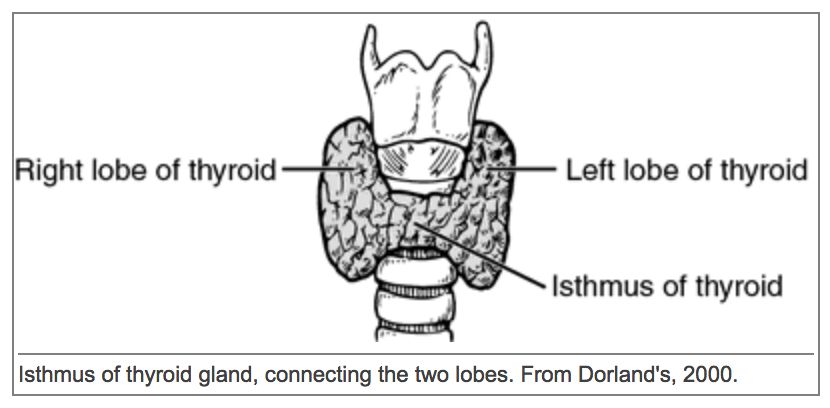 Right lobe of thyroid
Left lobe of thyroid
Isthmus of thyroid
Isthmus of thyroid gland, connecting the two lobes. From Dorland's, 2000.